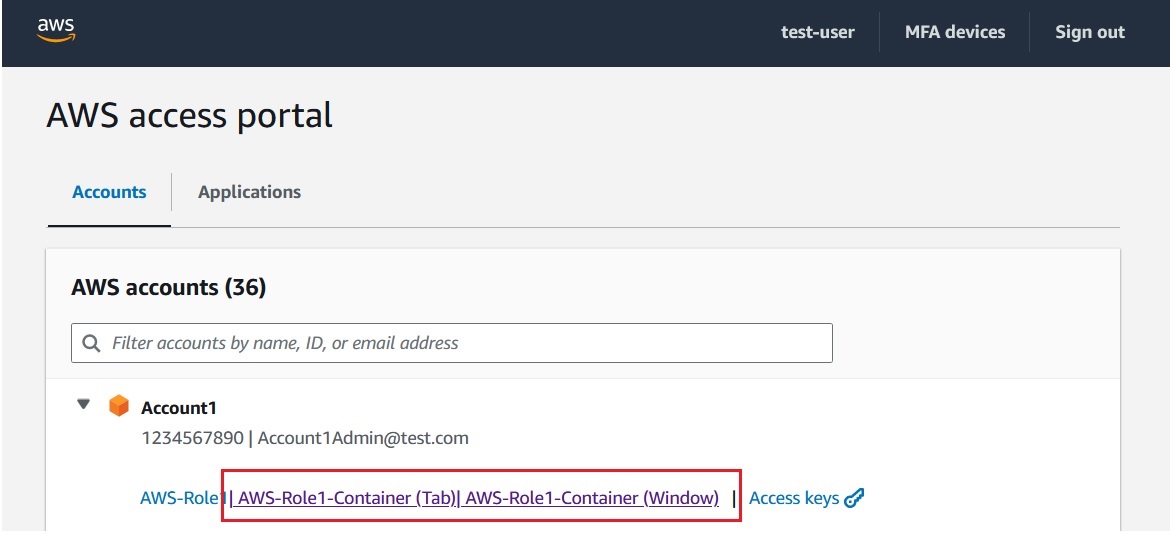 aws
test-user MFA devices Sign out
AWS access portal
Accounts Applications
AWS accounts (36)
Filter accounts by name, ID, or email address
Account1
1234567890 | Account1Admin@test.com
AWS-Role1| AWS-Role1-Container (Tab)| AWS-Role1-Container (Window) | Access keys